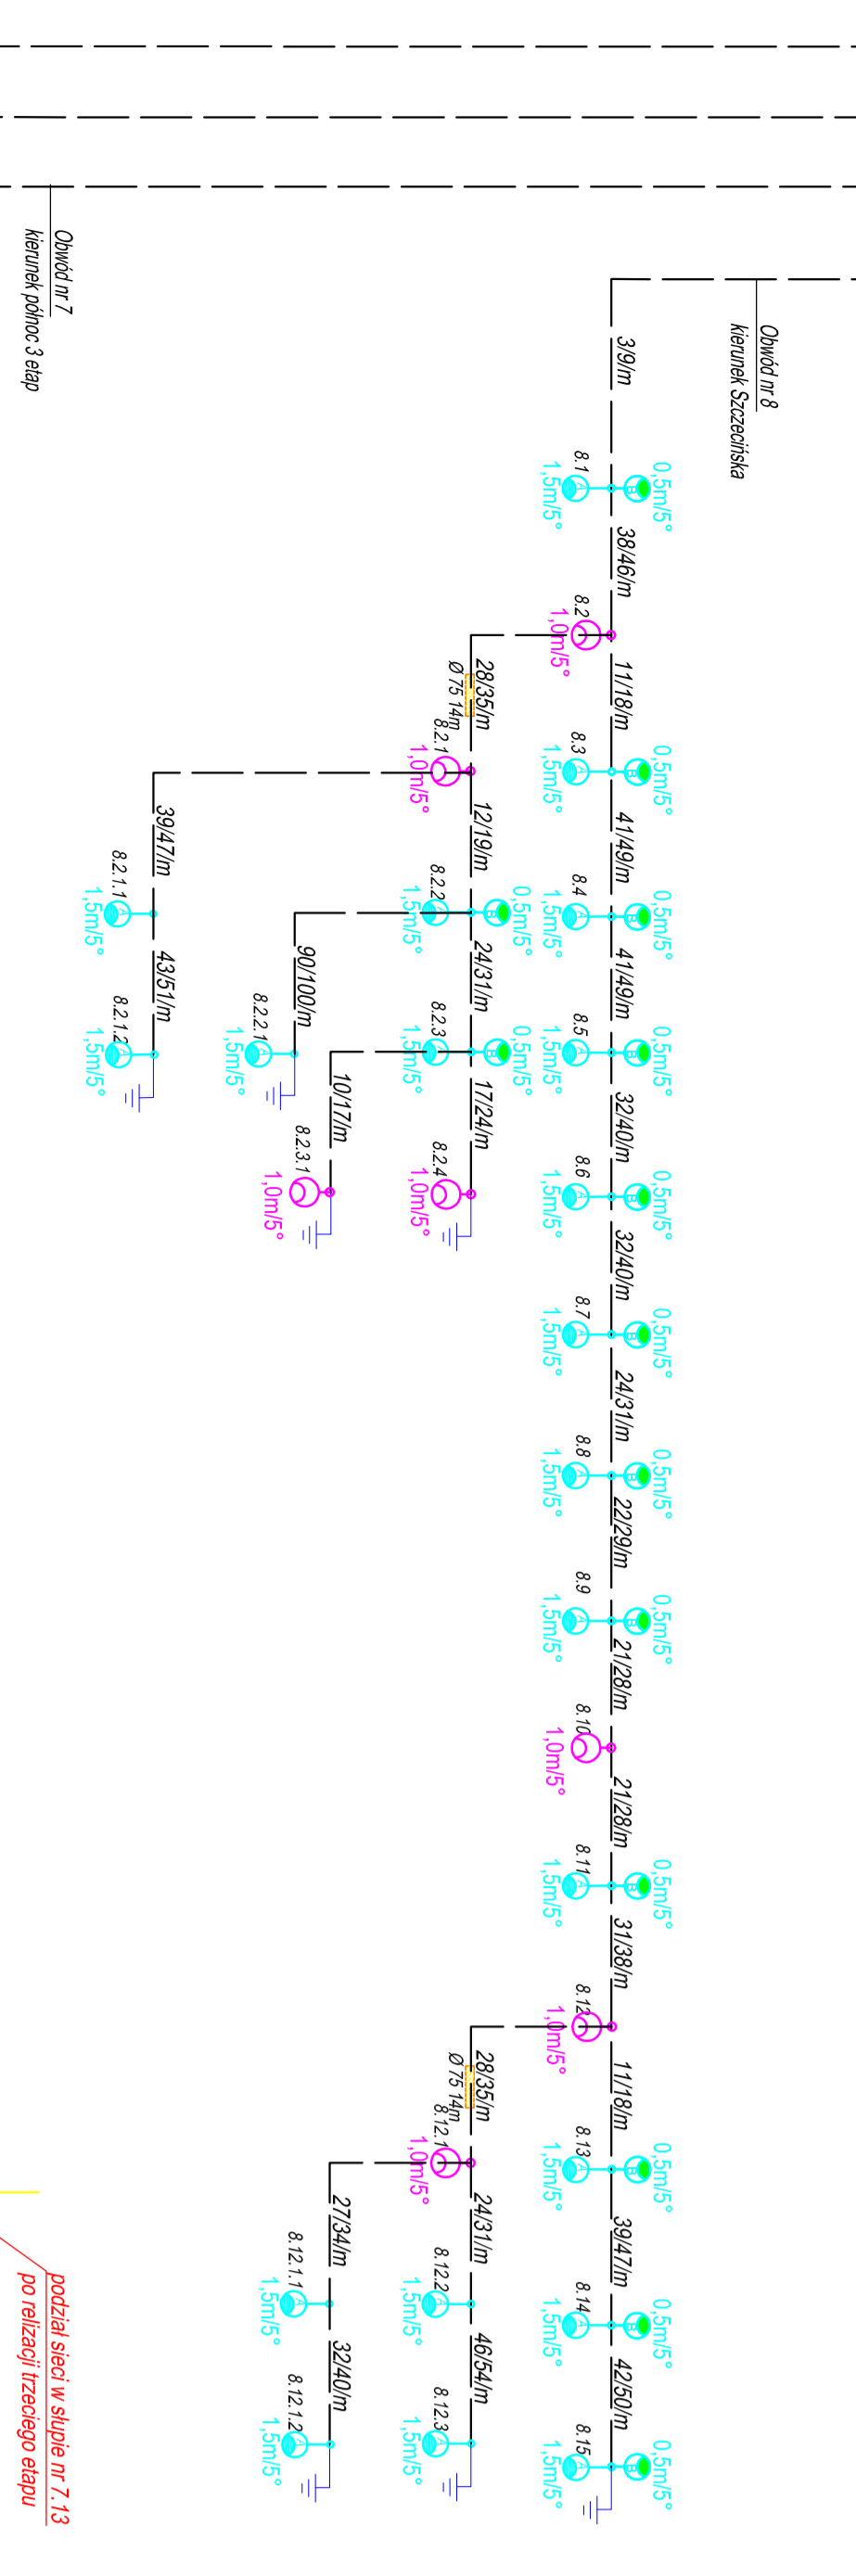 Obwód nr 8
kierunek Szczecińska
Obwód nr 7
kierunek północ 3 etap
3/9/m
0,5m/5°
B
A
8.1
1,5m/5°
38/46/m
8.2
1,0m/5°
11/18/m
0,5m/5°
B
A
8.3
1,5m/5°
41/49/m
0,5m/5°
B
A
8.4
1,5m/5°
41/49/m
0,5m/5°
B
A
8.5
1,5m/5°
32/40/m
0,5m/5°
B
A
8.6
1,5m/5°
32/40/m
0,5m/5°
B
A
8.7
1,5m/5°
24/31/m
0,5m/5°
B
A
8.8
1,5m/5°
22/29/m
0,5m/5°
B
A
8.9
1,5m/5°
21/28/m
8.10
1,0m/5°
21/28/m
0,5m/5°
B
A
8.11
1,5m/5°
31/38/m
8.12
1,0m/5°
11/18/m
0,5m/5°
B
A
8.13
1,5m/5°
39/47/m
0,5m/5°
B
A
8.14
1,5m/5°
42/50/m
0,5m/5°
B
A
8.15
1,5m/5°
28/35/m
Ø 75 14m
8.2.1
1,0m/5°
12/19/m
0,5m/5°
B
A
8.2.2
1,5m/5°
24/31/m
0,5m/5°
B
A
8.2.3
1,5m/5°
17/24/m
8.2.4
1,0m/5°
10/17/m
8.2.3.1
1,0m/5°
90/100/m
A
8.2.2.1
1,5m/5°
39/47/m
A
8.2.1.1
1,5m/5°
43/51/m
A
8.2.1.2
1,5m/5°
28/35/m
Ø 75 14m
8.12.1
1,0m/5°
24/31/m
A
8.12.2
1,5m/5°
46/54/m
A
8.12.3
1,5m/5°
27/34/m
A
8.12.1.1
1,5m/5°
32/40/m
A
8.12.1.2
1,5m/5°
podział sieci w słupie nr 7.13
po relizacji trzeciego etapu